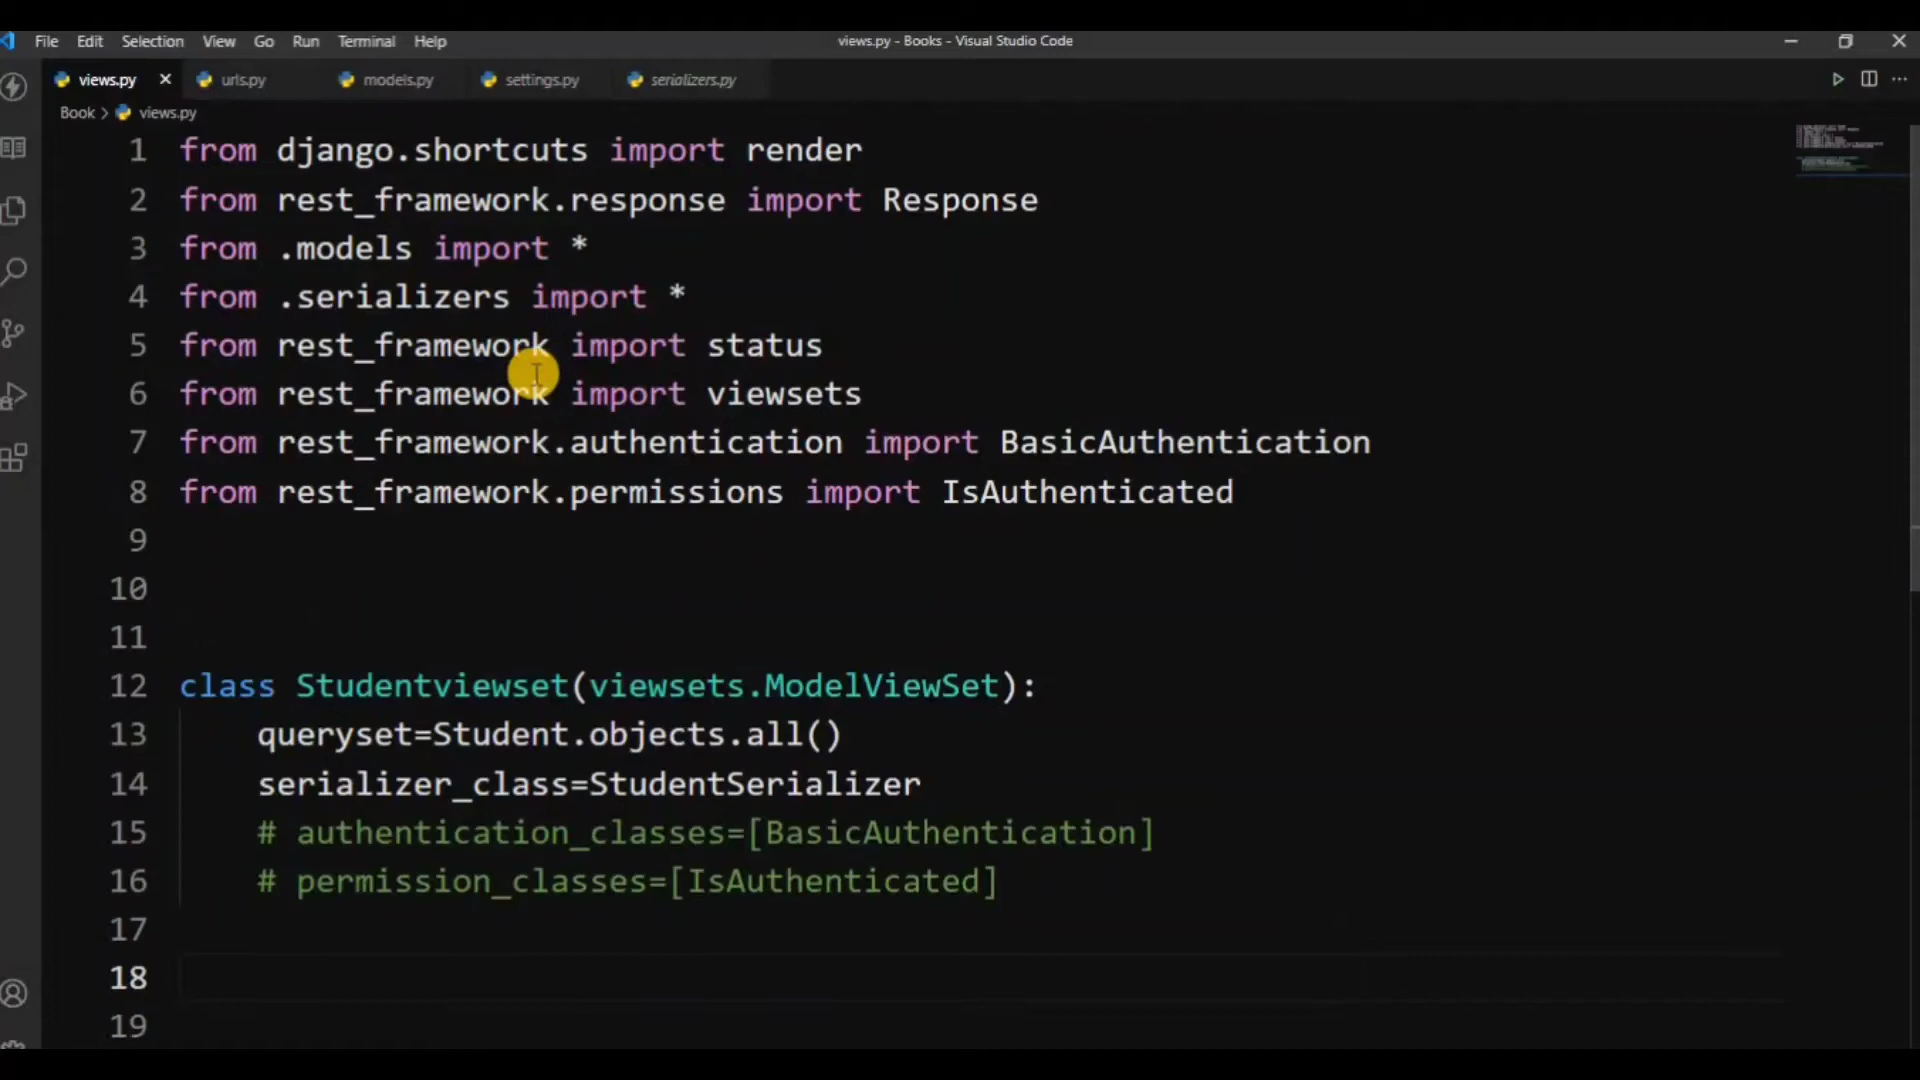 File Edit Selection View Go Run Terminal Help views.py - Books - Visual Studio Code
views.py urls.py models.py settings.py serializers.py
Book > views.py
1 from django.shortcuts import render
2 from rest_framework.response import Response
3 from .models import *
4 from .serializers import *
5 from rest_framework import status
6 from rest_framework import viewsets
7 from rest_framework.authentication import BasicAuthentication
8 from rest_framework.permissions import IsAuthenticated
9
10
11
12 class Studentviewset(viewsets.ModelViewSet):
13 queryset=Student.objects.all()
14 serializer_class=StudentSerializer
15 # authentication_classes=[BasicAuthentication]
16 # permission_classes=[IsAuthenticated]
17
18
19